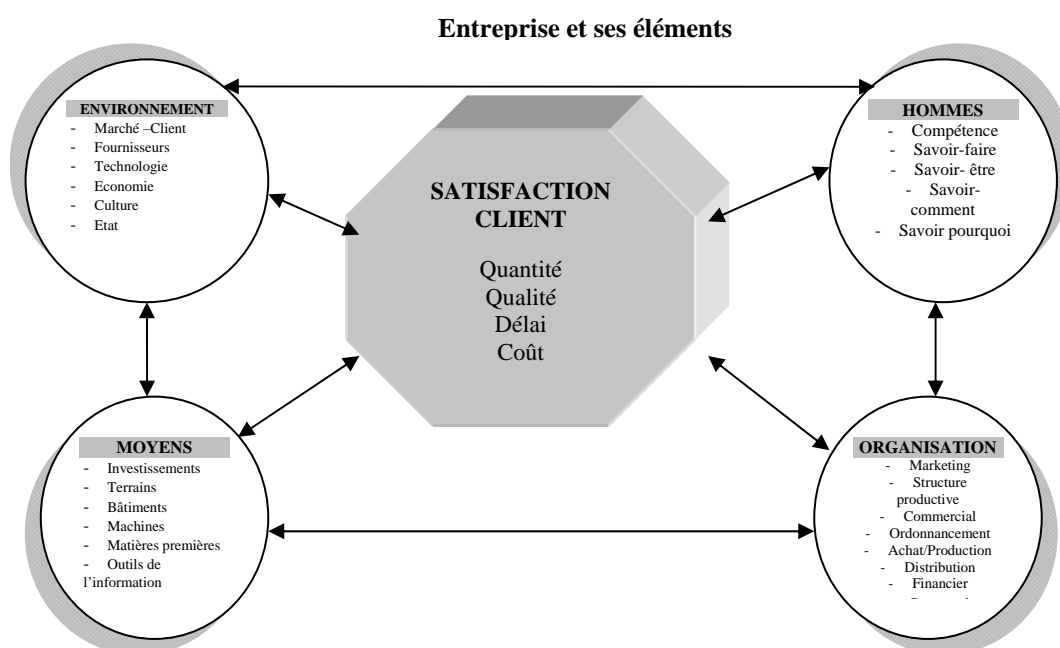 Entreprise et ses éléments
ENVIRONNEMENT
- Marché –Client
- Fournisseurs
- Technologie
- Economie
- Culture
- Etat
HOMMES
- Compétence
- Savoir-faire
- Savoir- être
- Savoir-
comment
- Savoir pourquoi
SATISFACTION
CLIENT
Quantité
Qualité
Délai
Coût
MOYENS
- Investissements
- Terrains
- Bâtiments
- Machines
- Matières premières
- Outils de
l’information
ORGANISATION
- Marketing
- Structure
productive
- Commercial
- Ordonnancement
- Achat/Production
- Distribution
- Financier